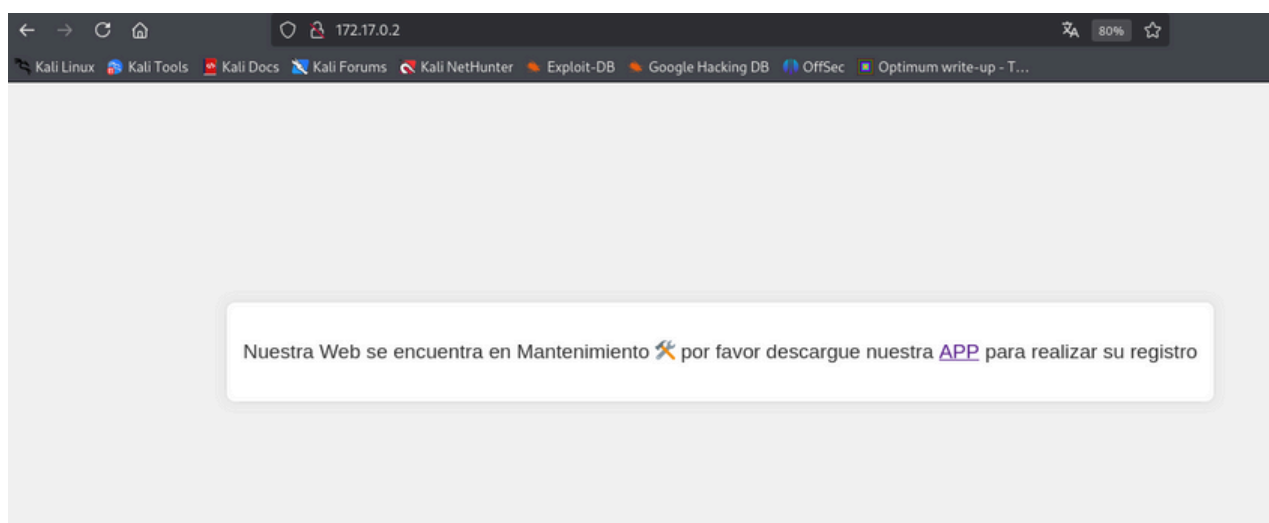 172.17.0.2 80%
Kali Linux Kali Tools Kali Docs Kali Forums Kali NetHunter Exploit-DB Google Hacking DB OffSec Optimum write-up - T...
Nuestra Web se encuentra en Mantenimiento 🛠 por favor descargue nuestra APP para realizar su registro